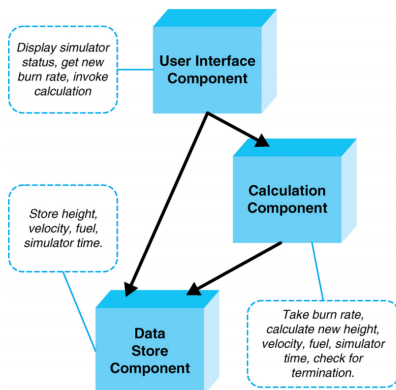 Display simulator
status, get new
burn rate, invoke
calculation
User Interface
Component
Calculation
Component
Store height,
velocity, fuel,
simulator time.
Data
Store
Component
Take burn rate,
calculate new height,
velocity, fuel, simulator
time, check for
termination.